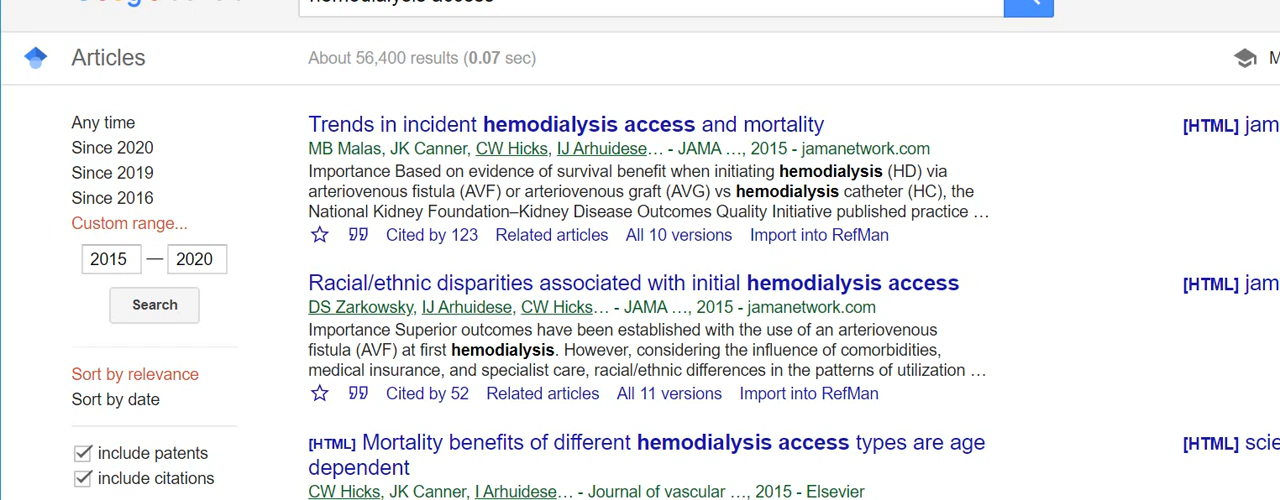 Articles
About 56,400 results (0.07 sec)
Any time
Since 2020
Since 2019
Since 2016
Custom range...
2015 — 2020
Search
Sort by relevance
Sort by date
include patents
include citations
Trends in incident hemodialysis access and mortality
MB Malas, JK Canner, CW Hicks, IJ Arhuidese… - JAMA …, 2015 - jamanetwork.com
Importance Based on evidence of survival benefit when initiating hemodialysis (HD) via
arteriovenous fistula (AVF) or arteriovenous graft (AVG) vs hemodialysis catheter (HC), the
National Kidney Foundation–Kidney Disease Outcomes Quality Initiative published practice …
Cited by 123 Related articles All 10 versions Import into RefMan
[HTML] jam
Racial/ethnic disparities associated with initial hemodialysis access
DS Zarkowsky, IJ Arhuidese, CW Hicks… - JAMA …, 2015 - jamanetwork.com
Importance Superior outcomes have been established with the use of an arteriovenous
fistula (AVF) at first hemodialysis. However, considering the influence of comorbidities,
medical insurance, and specialist care, racial/ethnic differences in the patterns of utilization …
Cited by 52 Related articles All 11 versions Import into RefMan
[HTML] jam
[HTML] Mortality benefits of different hemodialysis access types are age
dependent
CW Hicks, JK Canner, I Arhuidese… - Journal of vascular …, 2015 - Elsevier
[HTML] scie